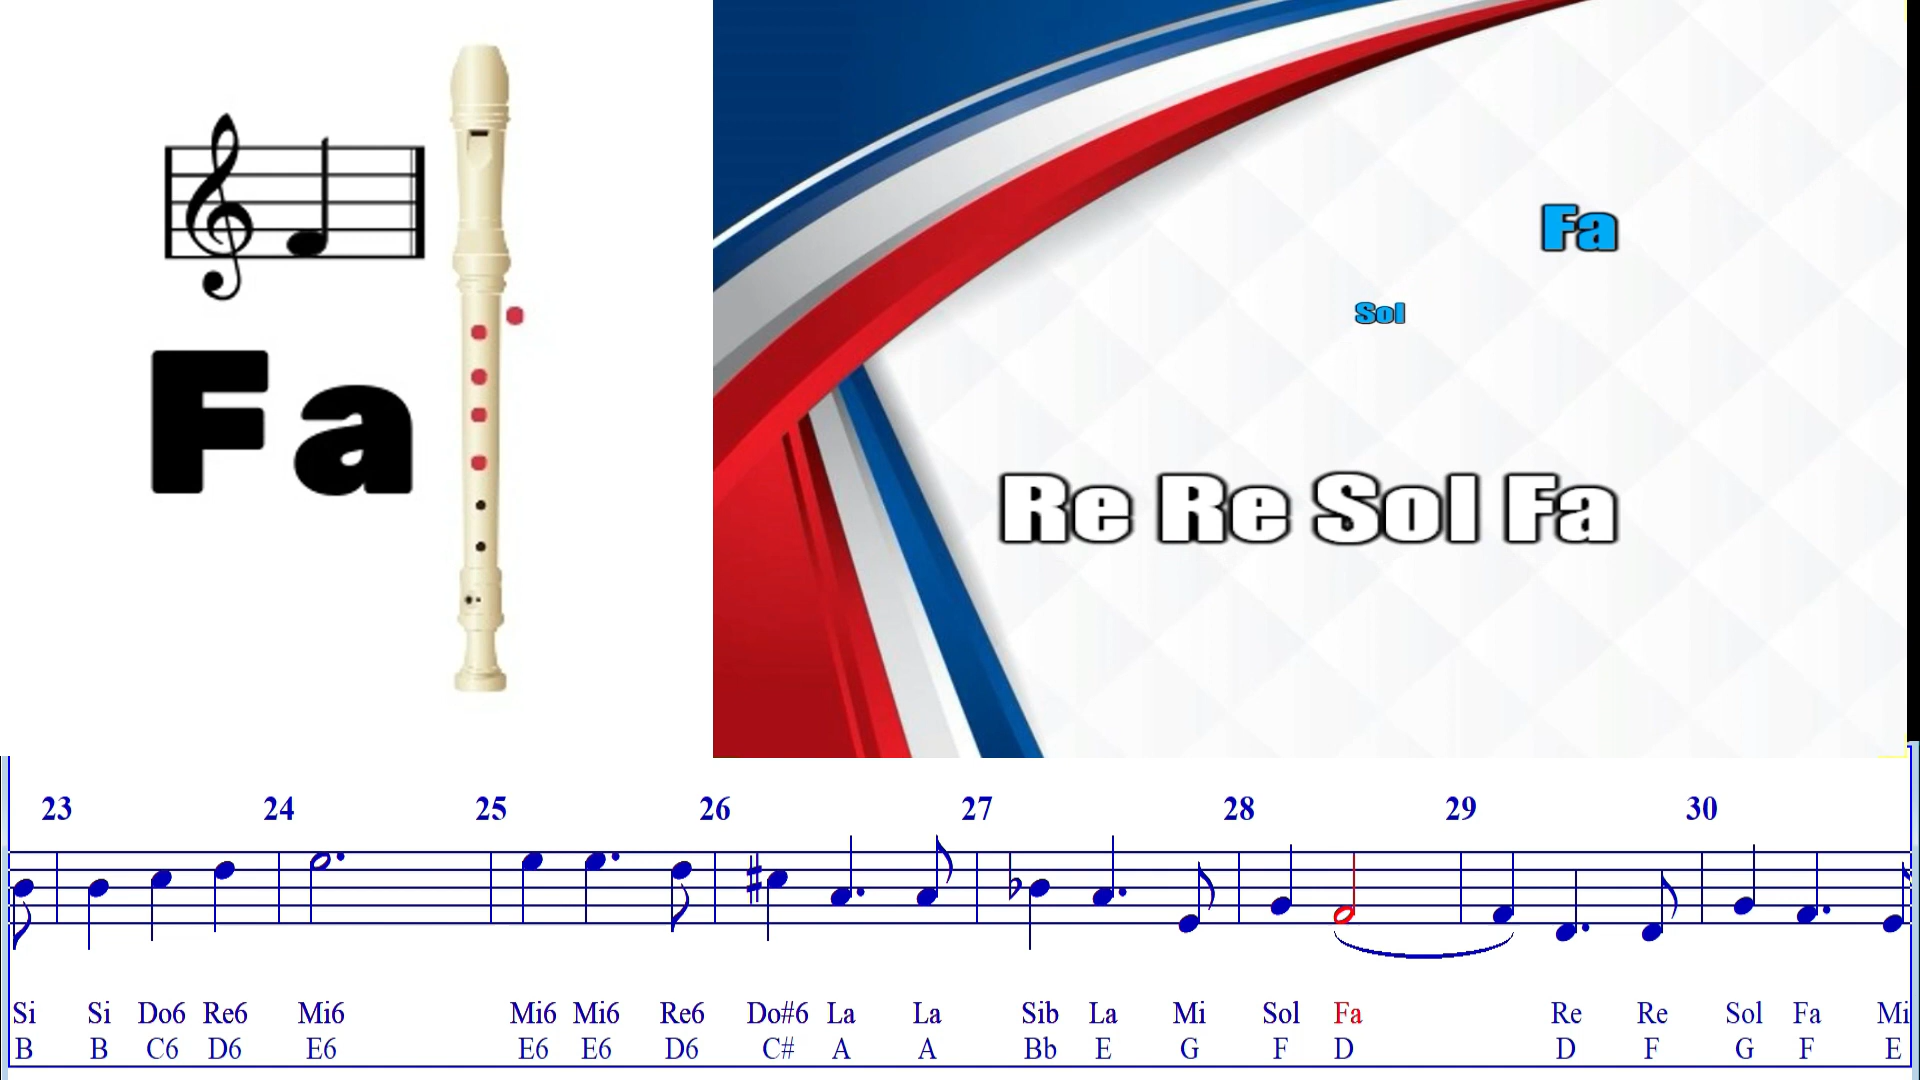 Fa
Fa
Sol
Re Re Sol Fa
23 24 25 26 27 28 29 30
Si Si Do6 Re6 Mi6 Mi6 Mi6 Re6 Do#6 La La Sib La Mi Sol Fa Re Re Sol Fa Mi
B B C6 D6 E6 E6 E6 D6 C# A A Bb E G F D D F G F E